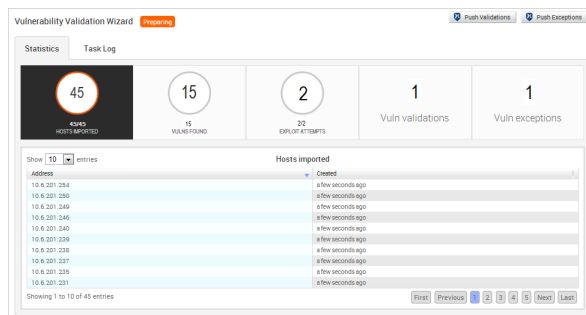 Vulnerability Validation Wizard Preparing Push Validations Push Exceptions
Statistics Task Log
45 15 2 1 1
45/45 15 2/2 Vuln validations Vuln exceptions
HOSTS IMPORTED VULNS FOUND EXPLOIT ATTEMPTS
Show 10 entries Hosts imported
Address Created
10.6.201.254 a few seconds ago
10.6.201.250 a few seconds ago
10.6.201.249 a few seconds ago
10.6.201.246 a few seconds ago
10.6.201.240 a few seconds ago
10.6.201.239 a few seconds ago
10.6.201.238 a few seconds ago
10.6.201.237 a few seconds ago
10.6.201.235 a few seconds ago
10.6.201.231 a few seconds ago
Showing 1 to 10 of 45 entries First Previous 1 2 3 4 5 Next Last